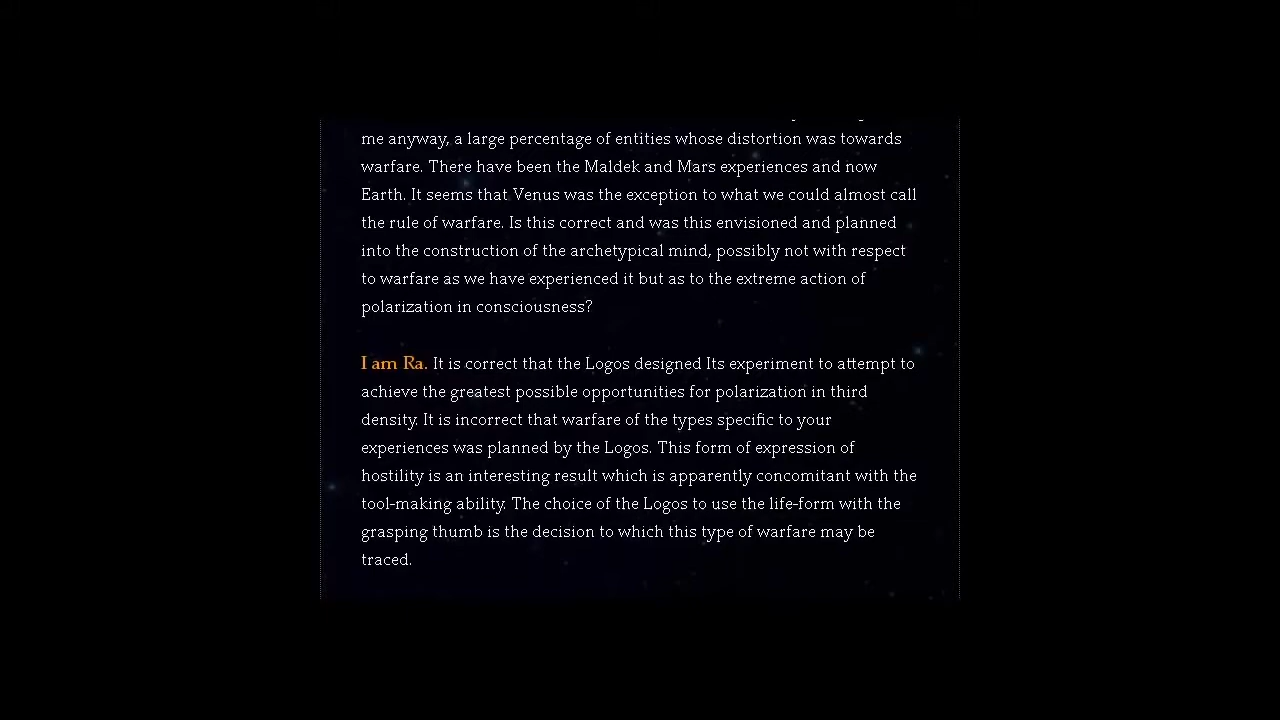 me anyway, a large percentage of entities whose distortion was towards
warfare. There have been the Maldek and Mars experiences and now
Earth. It seems that Venus was the exception to what we could almost call
the rule of warfare. Is this correct and was this envisioned and planned
into the construction of the archetypical mind, possibly not with respect
to warfare as we have experienced it but as to the extreme action of
polarization in consciousness?
I am Ra. It is correct that the Logos designed Its experiment to attempt to
achieve the greatest possible opportunities for polarization in third
density. It is incorrect that warfare of the types specific to your
experiences was planned by the Logos. This form of expression of
hostility is an interesting result which is apparently concomitant with the
tool-making ability. The choice of the Logos to use the life-form with the
grasping thumb is the decision to which this type of warfare may be
traced.